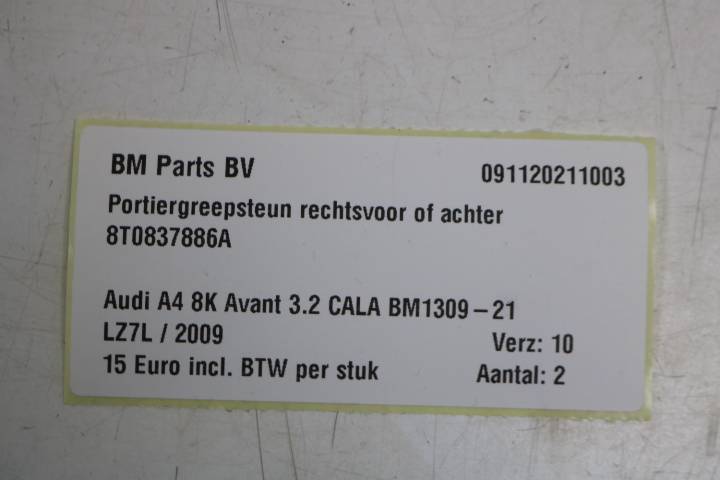 BM Parts BV 091120211003
Portiergreepsteun rechtsvoor of achter
8T0837886A
Audi A4 8K Avant 3.2 CALA BM1309-21
LZ7L / 2009 Verz: 10
15 Euro incl. BTW per stuk Aantal: 2